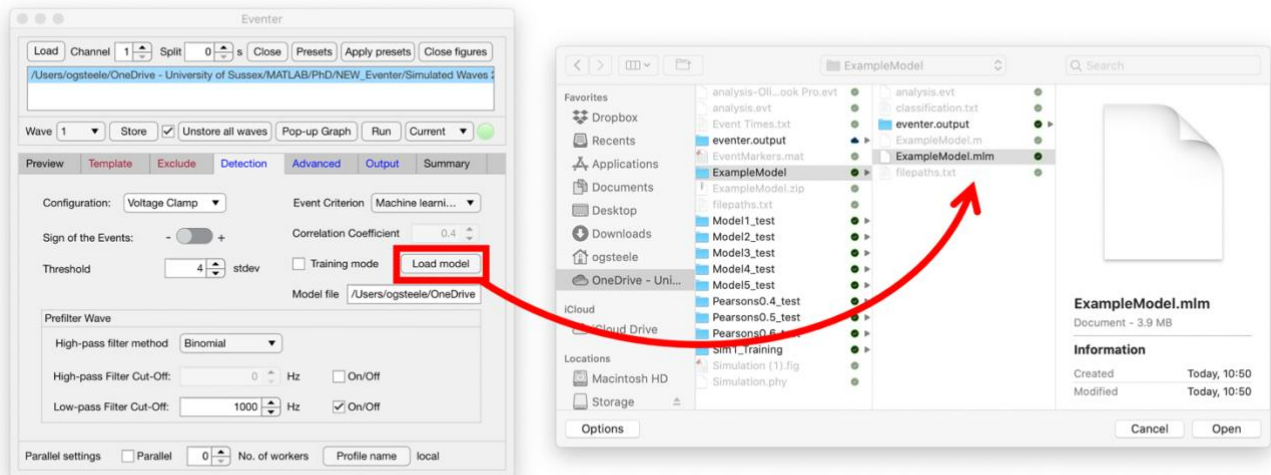 Eventer
Load Channel 1 Split 0 s Close Presets Apply presets Close figures
/Users/ogsteele/OneDrive - University of Sussex/MATLAB/PhD/NEW_Eventer/Simulated Waves
Wave 1 Store Unstore all waves Pop-up Graph Run Current
Preview Template Exclude Detection Advanced Output Summary
Configuration: Voltage Clamp Event Criterion Machine learni...
Sign of the Events: - + Correlation Coefficient 0.4
Threshold 4 stdev Training mode Load model
Model file /Users/ogsteele/OneDrive
Prefilter Wave
High-pass filter method Binomial
High-pass Filter Cut-Off: 0 Hz On/Off
Low-pass Filter Cut-Off: 1000 Hz On/Off
Parallel settings Parallel 0 No. of workers Profile name local
ExampleModel Search
Favorites
Dropbox
Recents
Applications
Documents
Desktop
Downloads
ogsteele
OneDrive - Uni...
iCloud
iCloud Drive
Locations
Macintosh HD
Storage
analysis-Oli...ook Pro.evt
analysis.evt
Event Times.txt
eventer.output
EventMarkers.mat
ExampleModel
ExampleModel.zip
filepaths.txt
Model1_test
Model2_test
Model3_test
Model4_test
Model5_test
Pearsons0.4_test
Pearsons0.5_test
Pearsons0.6_test
Sim1_Training
Simulation (1).fig
Simulation.phy
analysis.evt
classification.txt
eventer.output
ExampleModel.m
ExampleModel.mlm
filepaths.txt
ExampleModel.mlm
Document - 3.9 MB
Information
Created Today, 10:50
Modified Today, 10:50
Options Cancel Open